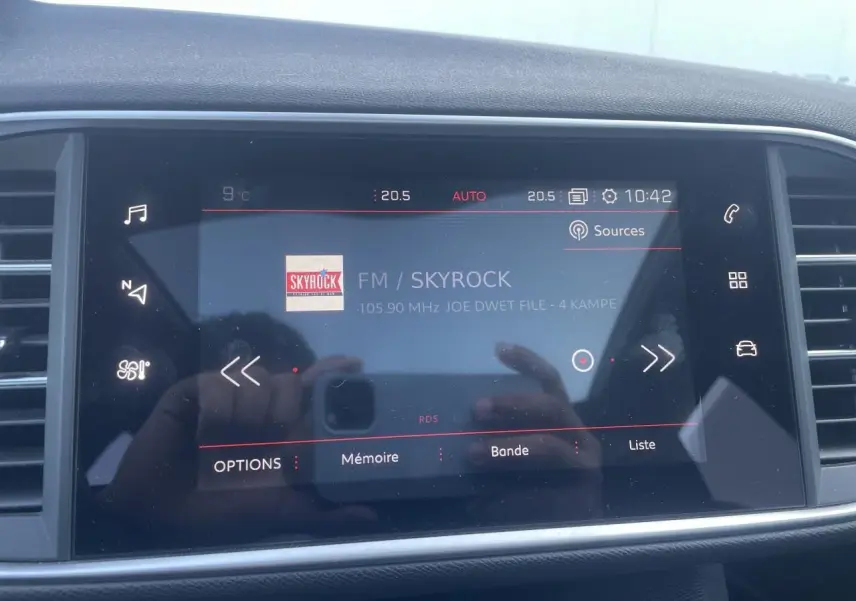 9°C 20.5 AUTO 20.5 10:42
N
Sources
SKYROCK
FM / SKYROCK
105.90 MHz JOE DWET FILE - 4 KAMPE
RDS
OPTIONS Mémoire Bande Liste